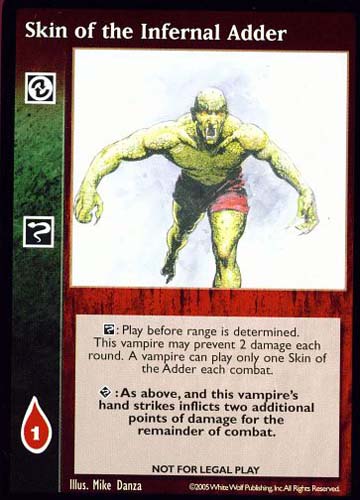 Skin of the Infernal Adder
: Play before range is determined.
This vampire may prevent 2 damage each
round. A vampire can play only one Skin of
the Adder each combat.
: As above, and this vampire's
hand strikes inflicts two additional
points of damage for the
remainder of combat.
1
NOT FOR LEGAL PLAY
Illus. Mike Danza
©2005 White Wolf Publishing, Inc. All Rights Reserved.